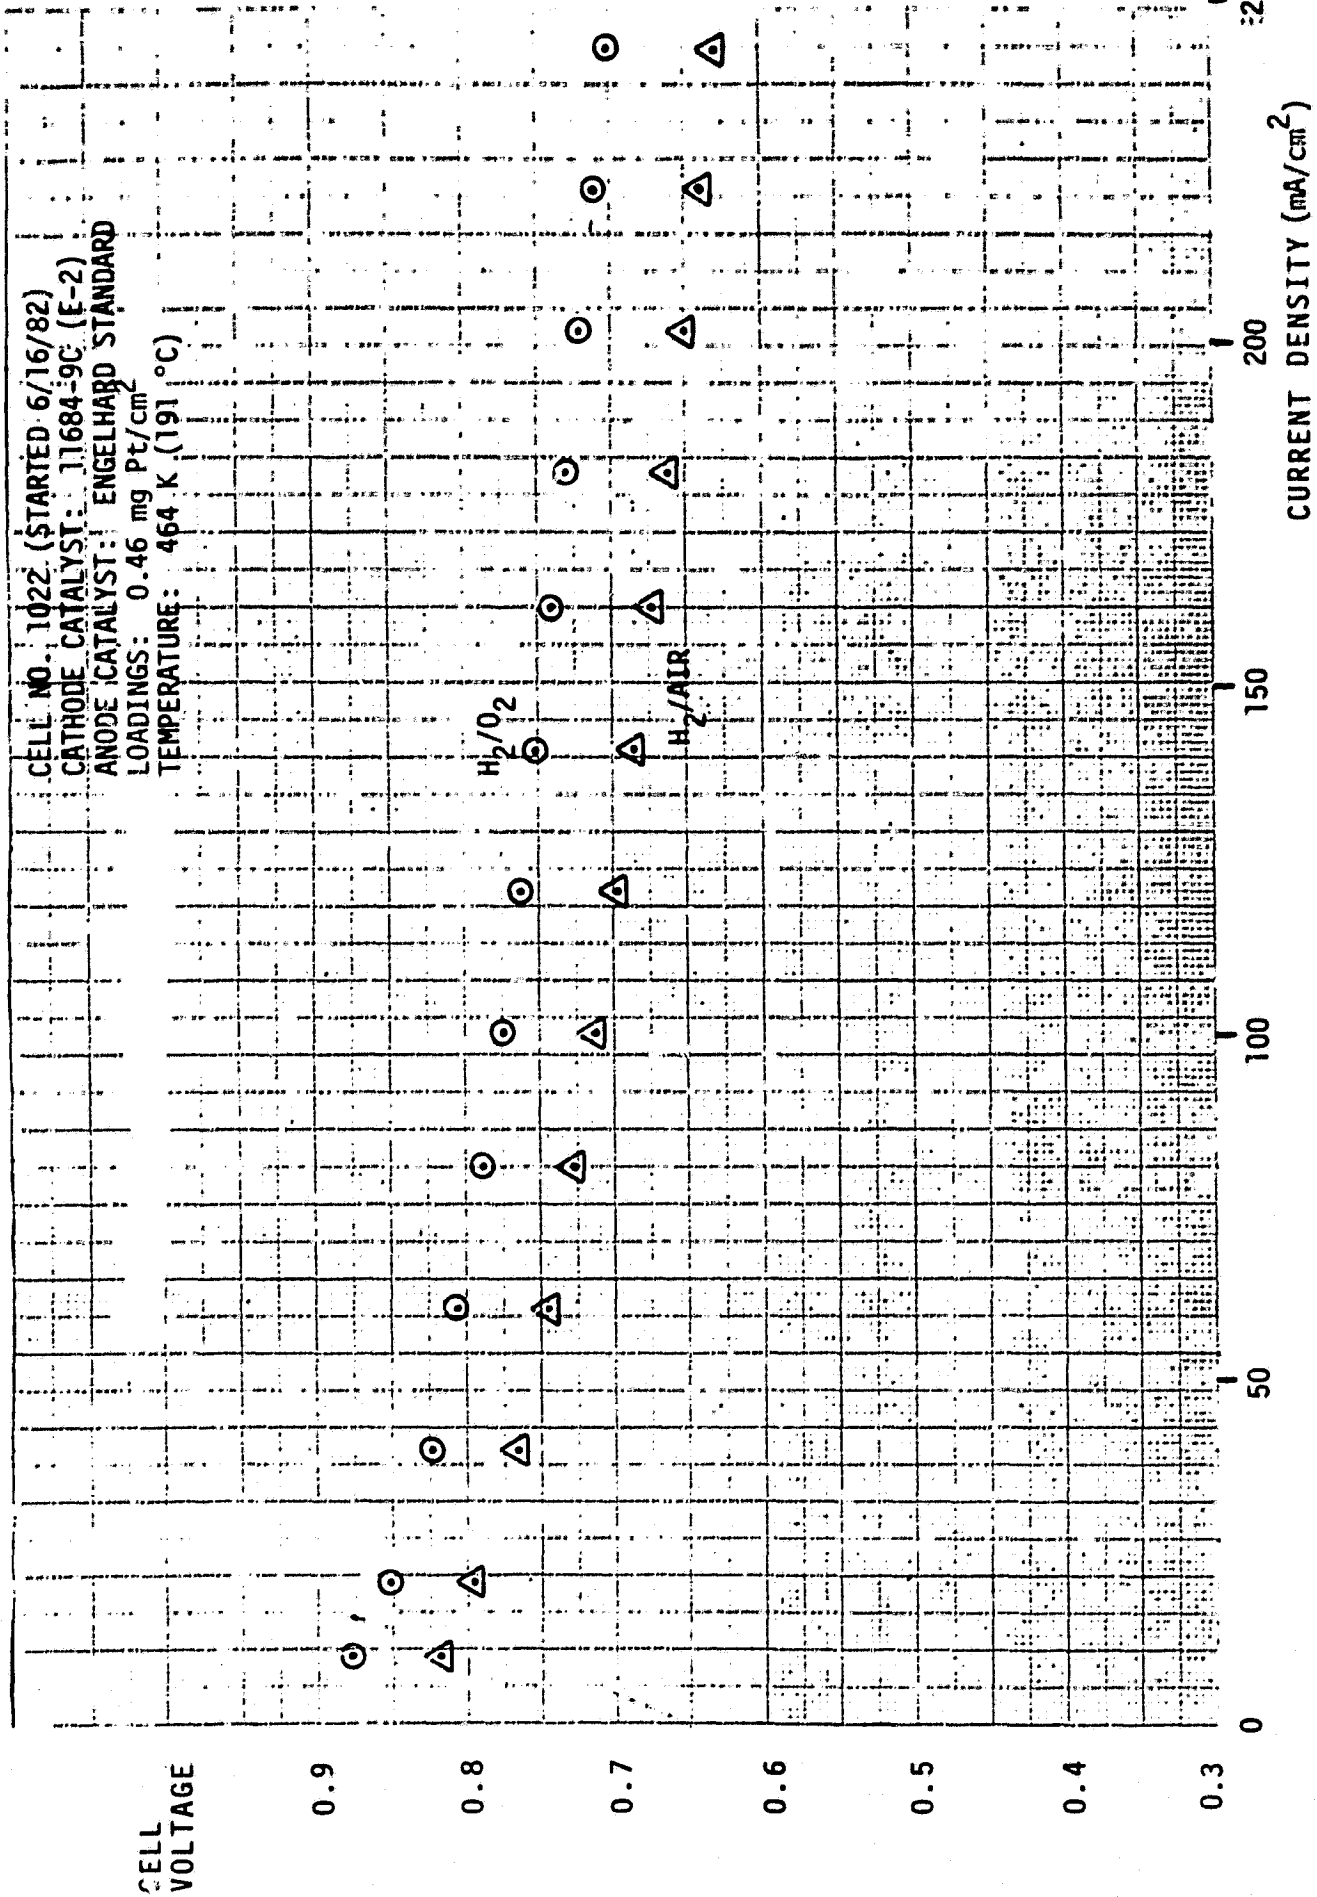 CELL NO. 1022 (STARTED 6/16/82)
CATHODE CATALYST: 11684-9C (E-2)
ANODE CATALYST: ENGELHARD STANDARD
LOADINGS: 0.46 mg Pt/cm²
TEMPERATURE: 464 K (191 °C)
CELL
VOLTAGE
0.9
0.8
0.7
0.6
0.5
0.4
0.3
H₂/O₂
H₂/AIR
0
50
100
150
200
CURRENT DENSITY (mA/cm²)